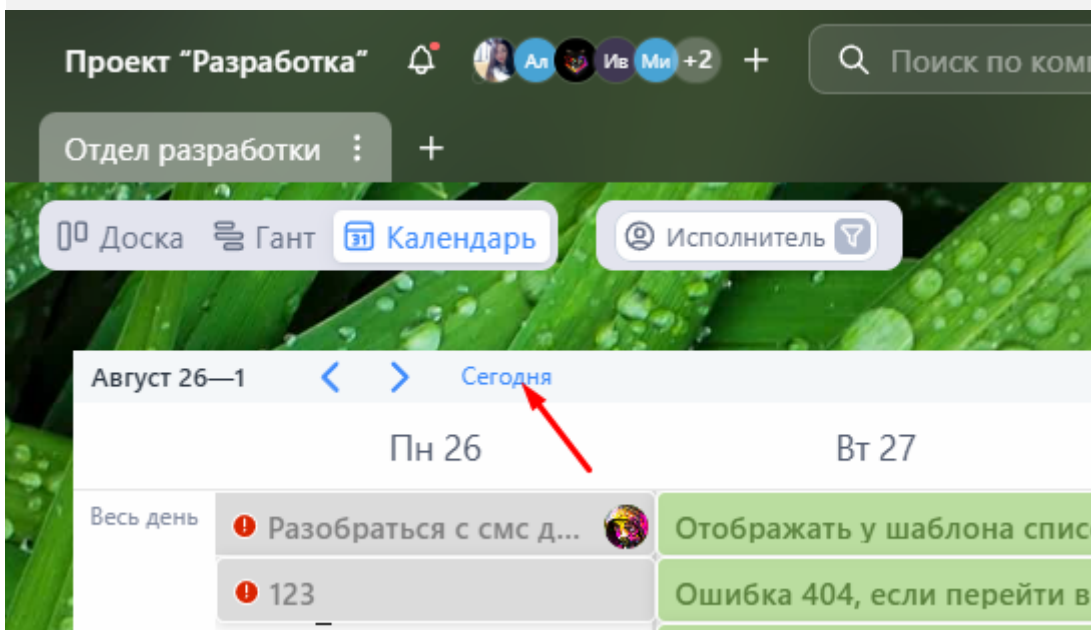 Проект “Разработка” Ал Ив Ми +2 + Поиск по
Отдел разработки +
Доска Гант 31 Календарь Исполнитель
Август 26—1 Сегодня
Пн 26 Вт 27
Весь день Разобраться с смс д... Отображать у шаблона спис
123 Ошибка 404, если перейти в